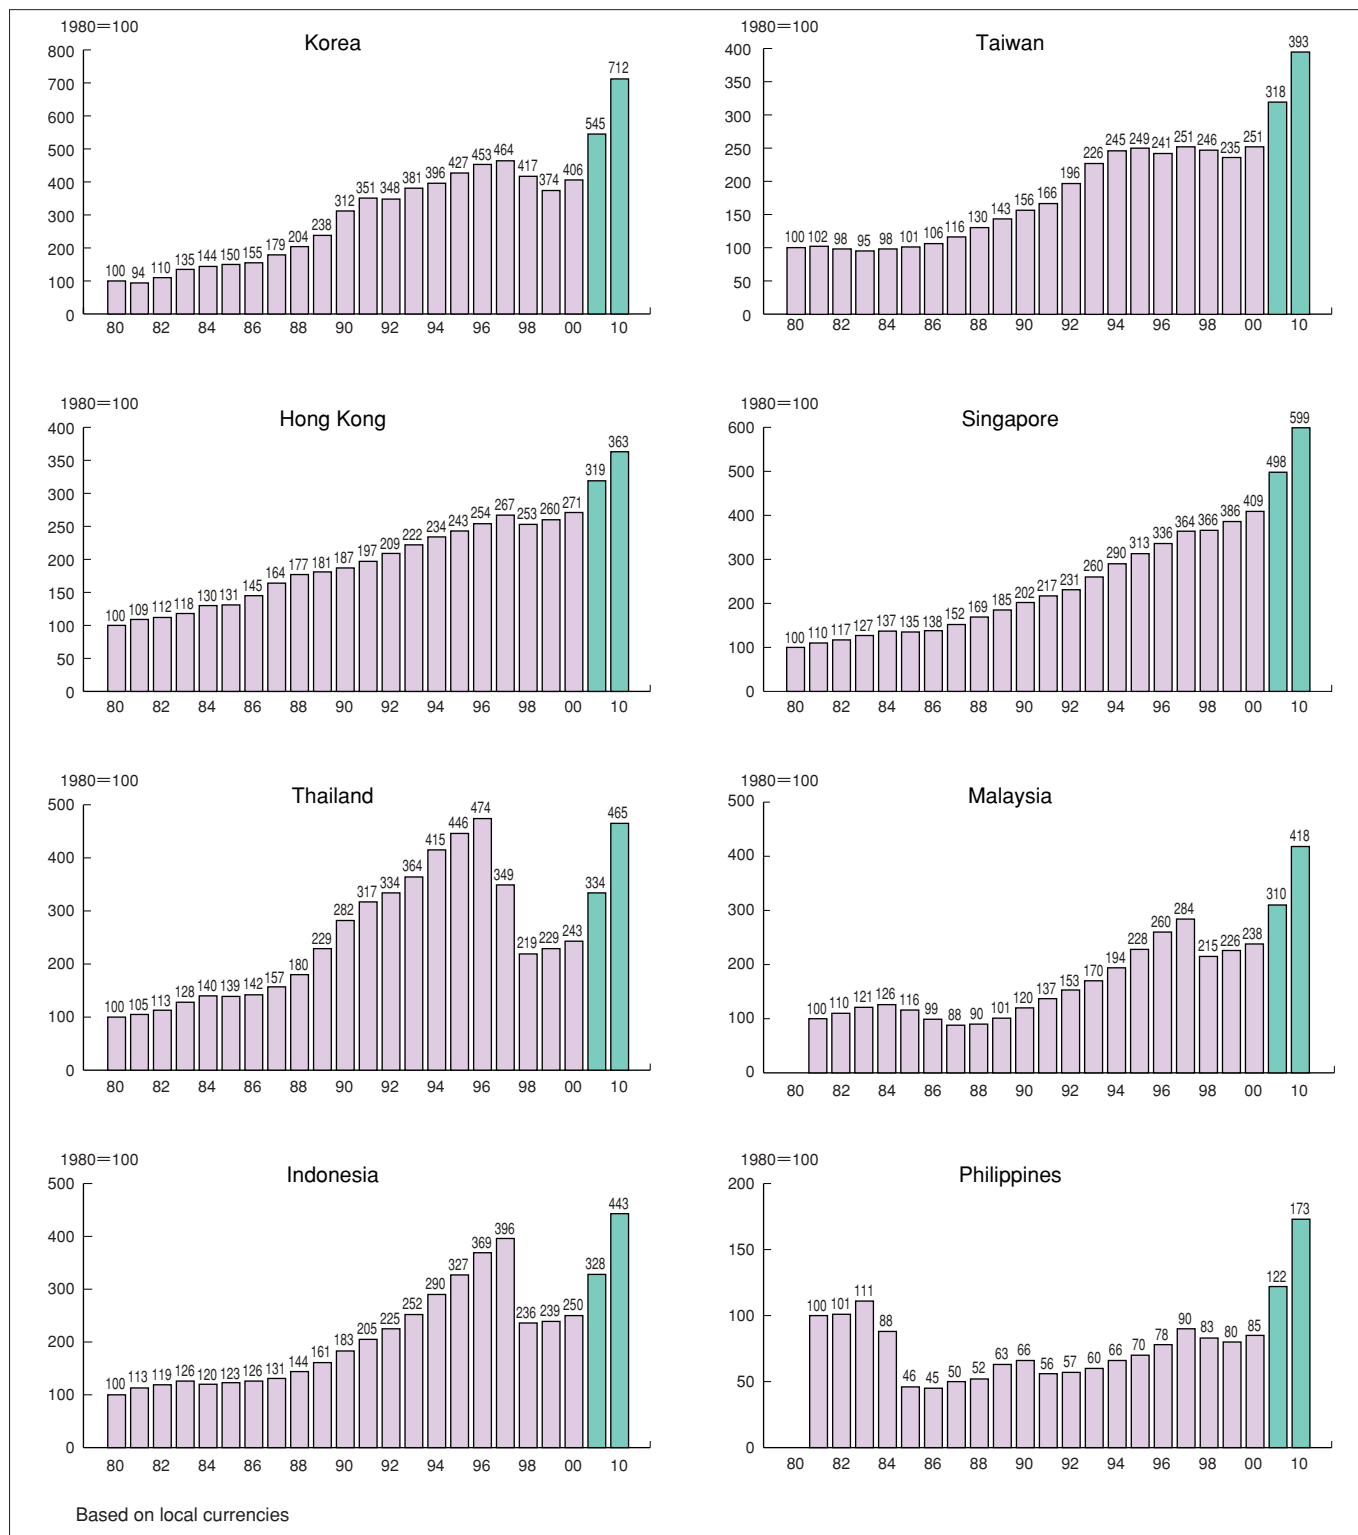 1980=100
Korea
800
700
600
500
400
300
200
100
0
100 94 110 135 144 150 155 179 204 238 312 351 348 381 396 427 453 464 417 374 406 545 712
80 82 84 86 88 90 92 94 96 98 00 10
1980=100
Taiwan
400
350
300
250
200
150
100
50
0
100 102 98 95 98 101 106 116 130 143 156 166 196 226 245 249 241 251 246 235 251 318 393
80 82 84 86 88 90 92 94 96 98 00 10
1980=100
Hong Kong
400
350
300
250
200
150
100
50
0
100 109 112 118 130 131 145 164 177 181 187 197 209 222 234 243 254 267 253 260 271 319 363
80 82 84 86 88 90 92 94 96 98 00 10
1980=100
Singapore
600
500
400
300
200
100
0
100 110 117 127 137 135 138 152 169 185 202 217 231 260 290 313 336 364 366 386 409 498 599
80 82 84 86 88 90 92 94 96 98 00 10
1980=100
Thailand
500
400
300
200
100
0
100 105 113 128 140 139 142 157 180 229 282 317 334 364 415 446 474 349 219 229 243 334 465
80 82 84 86 88 90 92 94 96 98 00 10
1980=100
Malaysia
500
400
300
200
100
0
100 110 121 126 116 99 88 90 101 120 137 153 170 194 228 260 284 215 226 238 310 418
80 82 84 86 88 90 92 94 96 98 00 10
1980=100
Indonesia
500
400
300
200
100
0
100 113 119 126 120 123 126 131 144 161 183 205 225 252 290 327 369 396 236 239 250 328 443
80 82 84 86 88 90 92 94 96 98 00 10
1980=100
Philippines
200
150
100
50
0
100 101 111 88 46 45 50 52 63 66 56 57 60 66 70 78 90 83 80 85 122 173
80 82 84 86 88 90 92 94 96 98 00 10
Based on local currencies